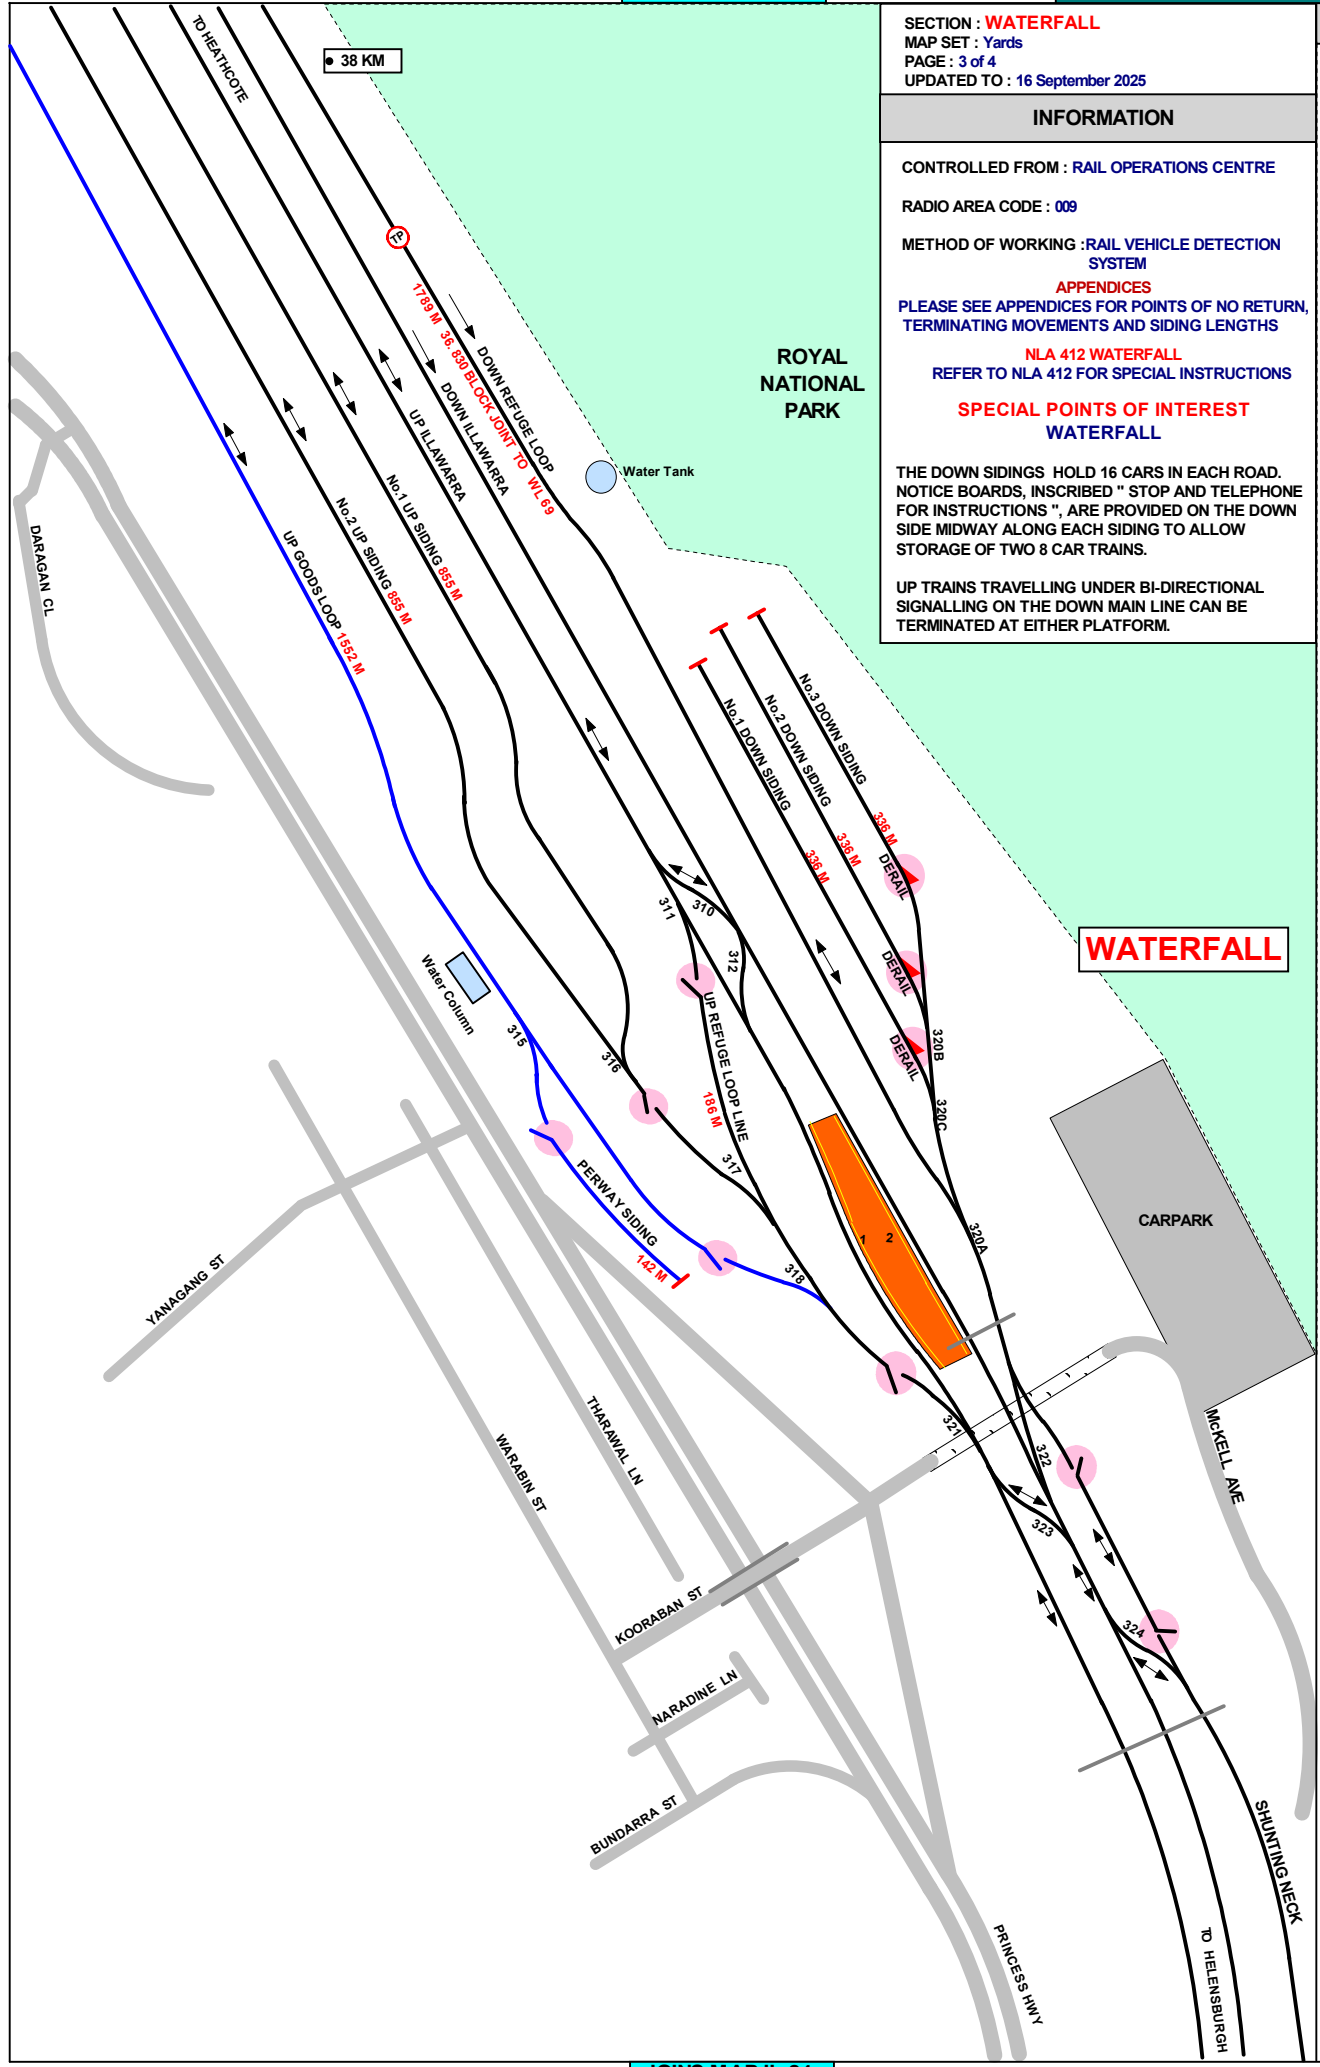 SECTION : WATERFALL
MAP SET : Yards
PAGE : 3 of 4
UPDATED TO : 16 September 2025
INFORMATION
CONTROLLED FROM : RAIL OPERATIONS CENTRE
RADIO AREA CODE : 009
METHOD OF WORKING :RAIL VEHICLE DETECTION
SYSTEM
APPENDICES
PLEASE SEE APPENDICES FOR POINTS OF NO RETURN,
TERMINATING MOVEMENTS AND SIDING LENGTHS
NLA 412 WATERFALL
REFER TO NLA 412 FOR SPECIAL INSTRUCTIONS
SPECIAL POINTS OF INTEREST
WATERFALL
THE DOWN SIDINGS HOLD 16 CARS IN EACH ROAD.
NOTICE BOARDS, INSCRIBED " STOP AND TELEPHONE
FOR INSTRUCTIONS ", ARE PROVIDED ON THE DOWN
SIDE MIDWAY ALONG EACH SIDING TO ALLOW
STORAGE OF TWO 8 CAR TRAINS.
UP TRAINS TRAVELLING UNDER BI-DIRECTIONAL
SIGNALLING ON THE DOWN MAIN LINE CAN BE
TERMINATED AT EITHER PLATFORM.
TO HEATHCOTE
38 KM
TP
1789 M 36.830 BLOCK JOINT TO WL 69
DOWN REFUGE LOOP
DOWN ILLAWARRA
UP ILLAWARRA
No.1 UP SIDING 855 M
No.2 UP SIDING 855 M
UP GOODS LOOP 1552 M
ROYAL
NATIONAL
PARK
Water Tank
DARAGAN CL
No.3 DOWN SIDING
336 M
No.2 DOWN SIDING
336 M
No.1 DOWN SIDING
336 M
DERAIL
DERAIL
DERAIL
WATERFALL
311
310
312
Water Column
315
316
UP REFUGE LOOP LINE
186 M
317
320B
320C
320A
PERWAY SIDING
142 M
318
1
2
CARPARK
YANAGANG ST
WARABIN ST
THARAWAL LN
321
322
323
324
McKELL AVE
KOORABAN ST
NARADINE LN
BUNDARRA ST
PRINCESS HWY
SHUNTING NECK
TO HELENSBURGH